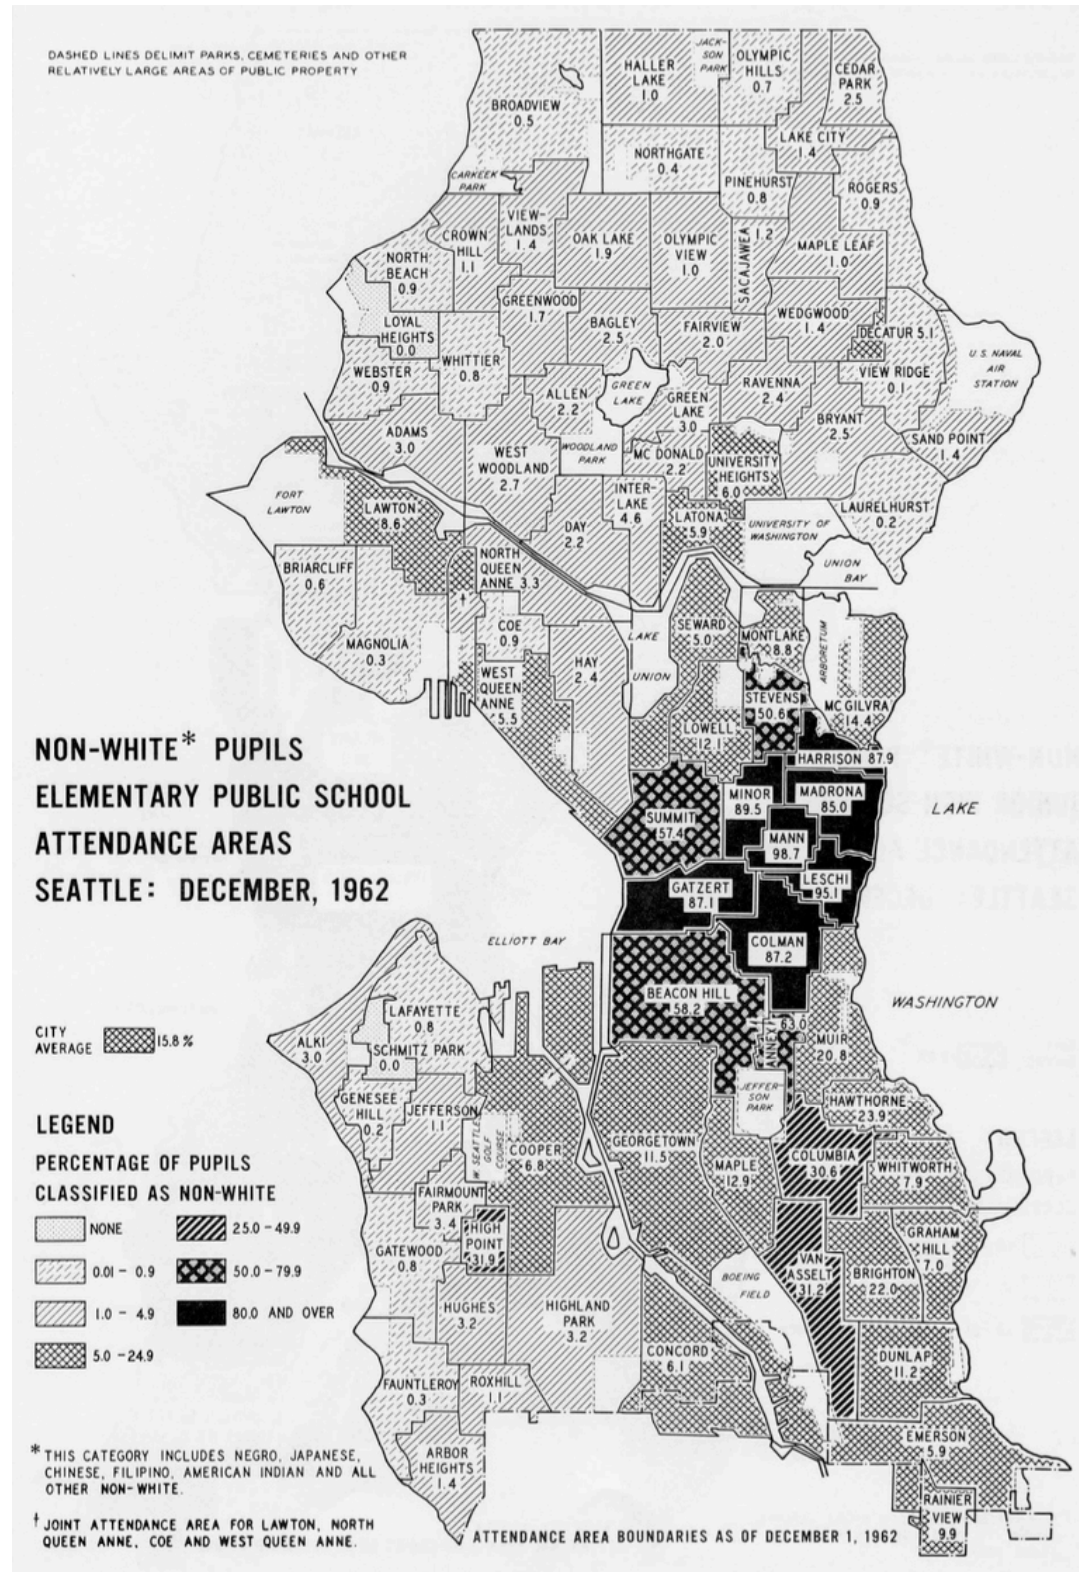 DASHED LINES DELIMIT PARKS, CEMETERIES AND OTHER
RELATIVELY LARGE AREAS OF PUBLIC PROPERTY
JACK-
SON
PARK
HALLER
LAKE
1.0
OLYMPIC
HILLS
0.7
CEDAR
PARK
2.5
BROADVIEW
0.5
LAKE CITY
1.4
NORTHGATE
0.4
CARKEEK
PARK
PINEHURST
0.8
ROGERS
0.9
VIEW-
LANDS
1.4
CROWN
HILL
1.1
OAK LAKE
1.9
OLYMPIC
VIEW
1.0
SACAJAWEA
1.2
MAPLE LEAF
1.0
NORTH
BEACH
0.9
GREENWOOD
1.7
LOYAL
HEIGHTS
0.0
BAGLEY
2.5
FAIRVIEW
2.0
WEDGWOOD
1.4
DECATUR 5.1
U.S. NAVAL
AIR
STATION
WEBSTER
0.9
WHITTIER
0.8
GREEN
LAKE
VIEW RIDGE
0.1
ALLEN
2.2
GREEN
LAKE
3.0
RAVENNA
2.4
BRYANT
2.5
ADAMS
3.0
WEST
WOODLAND
2.7
WOODLAND
PARK
MC DONALD
2.2
UNIVERSITY
HEIGHTS
6.0
SAND POINT
1.4
FORT
LAWTON
LAWTON
8.6
INTER-
LAKE
4.6
LATONA
5.9
UNIVERSITY OF
WASHINGTON
LAURELHURST
0.2
DAY
2.2
UNION
BAY
BRIARCLIFF
0.6
NORTH
QUEEN
ANNE 3.3
†
COE
0.9
MAGNOLIA
0.3
LAKE
UNION
SEWARD
5.0
MONTLAKE
8.8
ARBORETUM
HAY
2.4
WEST
QUEEN
ANNE
5.5
STEVENS
50.6
MC GILVRA
14.4
LOWELL
12.1
NON-WHITE* PUPILS
ELEMENTARY PUBLIC SCHOOL
ATTENDANCE AREAS
SEATTLE: DECEMBER, 1962
HARRISON 87.9
MINOR
89.5
MADRONA
85.0
LAKE
SUMMIT
57.4
MANN
98.7
LESCHI
95.1
GATZERT
87.1
ELLIOTT BAY
COLMAN
87.2
BEACON HILL
58.2
WASHINGTON
LAFAYETTE
0.8
ANNEX
63.0
CITY
AVERAGE
15.8 %
ALKI
3.0
SCHMITZ PARK
0.0
MUIR
20.8
JEFFER-
SON
PARK
GENESEE
HILL
0.2
JEFFERSON
1.1
HAWTHORNE
23.9
LEGEND
PERCENTAGE OF PUPILS
CLASSIFIED AS NON-WHITE
NONE
0.01 - 0.9
1.0 - 4.9
5.0 - 24.9
25.0 - 49.9
50.0 - 79.9
80.0 AND OVER
W. SEATTLE
GOLF
COURSE
COOPER
6.8
GEORGETOWN
11.5
MAPLE
12.9
COLUMBIA
30.6
WHITWORTH
7.9
FAIRMOUNT
PARK
3.4
HIGH
POINT
31.9
GATEWOOD
0.8
GRAHAM
HILL
7.0
VAN
ASSELT
31.2
BRIGHTON
22.0
BOEING
FIELD
HUGHES
3.2
HIGHLAND
PARK
3.2
CONCORD
6.1
DUNLAP
11.2
FAUNTLEROY
0.3
ROXHILL
1.1
EMERSON
5.9
ARBOR
HEIGHTS
1.4
RAINIER
VIEW
9.9
* THIS CATEGORY INCLUDES NEGRO, JAPANESE,
CHINESE, FILIPINO, AMERICAN INDIAN AND ALL
OTHER NON-WHITE.
† JOINT ATTENDANCE AREA FOR LAWTON, NORTH
QUEEN ANNE, COE AND WEST QUEEN ANNE.
ATTENDANCE AREA BOUNDARIES AS OF DECEMBER 1, 1962